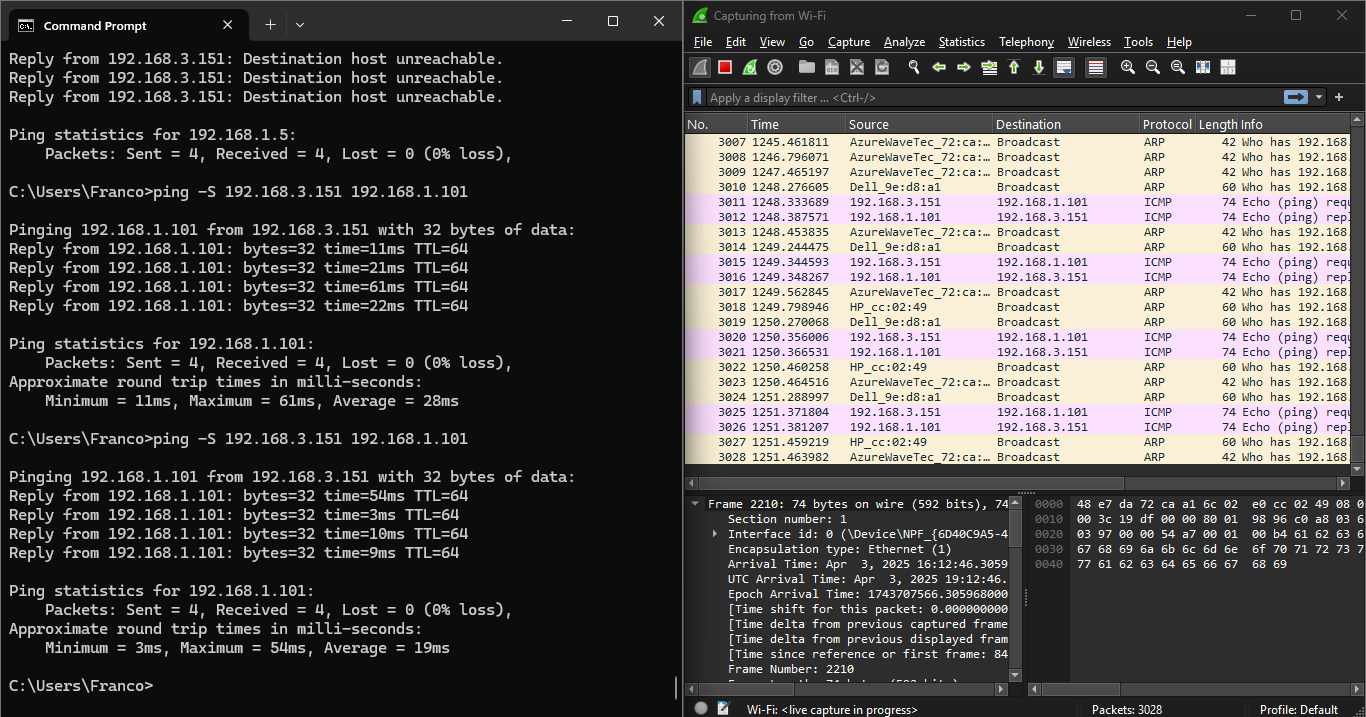 Command Prompt
Reply from 192.168.3.151: Destination host unreachable.
Reply from 192.168.3.151: Destination host unreachable.
Reply from 192.168.3.151: Destination host unreachable.
Ping statistics for 192.168.1.5:
Packets: Sent = 4, Received = 4, Lost = 0 (0% loss),
C:\Users\Franco>ping -S 192.168.3.151 192.168.1.101
Pinging 192.168.1.101 from 192.168.3.151 with 32 bytes of data:
Reply from 192.168.1.101: bytes=32 time=11ms TTL=64
Reply from 192.168.1.101: bytes=32 time=21ms TTL=64
Reply from 192.168.1.101: bytes=32 time=61ms TTL=64
Reply from 192.168.1.101: bytes=32 time=22ms TTL=64
Ping statistics for 192.168.1.101:
Packets: Sent = 4, Received = 4, Lost = 0 (0% loss),
Approximate round trip times in milli-seconds:
Minimum = 11ms, Maximum = 61ms, Average = 28ms
C:\Users\Franco>ping -S 192.168.3.151 192.168.1.101
Pinging 192.168.1.101 from 192.168.3.151 with 32 bytes of data:
Reply from 192.168.1.101: bytes=32 time=54ms TTL=64
Reply from 192.168.1.101: bytes=32 time=3ms TTL=64
Reply from 192.168.1.101: bytes=32 time=10ms TTL=64
Reply from 192.168.1.101: bytes=32 time=9ms TTL=64
Ping statistics for 192.168.1.101:
Packets: Sent = 4, Received = 4, Lost = 0 (0% loss),
Approximate round trip times in milli-seconds:
Minimum = 3ms, Maximum = 54ms, Average = 19ms
C:\Users\Franco>
Capturing from Wi-Fi
File Edit View Go Capture Analyze Statistics Telephony Wireless Tools Help
Apply a display filter ... <Ctrl-/>
No. Time Source Destination Protocol Length Info
3007 1245.461811 AzureWaveTec_72:ca:… Broadcast ARP 42 Who has 192.168.
3008 1246.796071 AzureWaveTec_72:ca:… Broadcast ARP 42 Who has 192.168.
3009 1247.465197 AzureWaveTec_72:ca:… Broadcast ARP 42 Who has 192.168.
3010 1248.276605 Dell_9e:d8:a1 Broadcast ARP 60 Who has 192.168.
3011 1248.333689 192.168.3.151 192.168.1.101 ICMP 74 Echo (ping) requ
3012 1248.387571 192.168.1.101 192.168.3.151 ICMP 74 Echo (ping) repl
3013 1248.453835 AzureWaveTec_72:ca:… Broadcast ARP 42 Who has 192.168.
3014 1249.244475 Dell_9e:d8:a1 Broadcast ARP 60 Who has 192.168.
3015 1249.344593 192.168.3.151 192.168.1.101 ICMP 74 Echo (ping) requ
3016 1249.348267 192.168.1.101 192.168.3.151 ICMP 74 Echo (ping) repl
3017 1249.562845 AzureWaveTec_72:ca:… Broadcast ARP 42 Who has 192.168.
3018 1249.798946 HP_cc:02:49 Broadcast ARP 60 Who has 192.168.
3019 1250.270068 Dell_9e:d8:a1 Broadcast ARP 60 Who has 192.168.
3020 1250.356006 192.168.3.151 192.168.1.101 ICMP 74 Echo (ping) requ
3021 1250.366531 192.168.1.101 192.168.3.151 ICMP 74 Echo (ping) repl
3022 1250.460258 HP_cc:02:49 Broadcast ARP 60 Who has 192.168.
3023 1250.464516 AzureWaveTec_72:ca:… Broadcast ARP 42 Who has 192.168.
3024 1251.288997 Dell_9e:d8:a1 Broadcast ARP 60 Who has 192.168.
3025 1251.371804 192.168.3.151 192.168.1.101 ICMP 74 Echo (ping) requ
3026 1251.381207 192.168.1.101 192.168.3.151 ICMP 74 Echo (ping) repl
3027 1251.459219 HP_cc:02:49 Broadcast ARP 60 Who has 192.168.
3028 1251.463982 AzureWaveTec_72:ca:… Broadcast ARP 42 Who has 192.168.
Frame 2210: 74 bytes on wire (592 bits), 74
Section number: 1
Interface id: 0 (\Device\NPF_{6D40C9A5-4
Encapsulation type: Ethernet (1)
Arrival Time: Apr 3, 2025 16:12:46.3059
UTC Arrival Time: Apr 3, 2025 19:12:46.
Epoch Arrival Time: 1743707566.305968000
[Time shift for this packet: 0.000000000
[Time delta from previous captured frame
[Time delta from previous displayed fram
[Time since reference or first frame: 84
Frame Number: 2210
0000 48 e7 da 72 ca a1 6c 02 e0 cc 02 49 08 0
0010 00 3c 19 df 00 00 80 01 98 96 c0 a8 03 6
0020 03 97 00 00 54 a7 00 01 00 b4 61 62 63 6
0030 67 68 69 6a 6b 6c 6d 6e 6f 70 71 72 73 7
0040 77 61 62 63 64 65 66 67 68 69
Wi-Fi: <live capture in progress>
Packets: 3028
Profile: Default